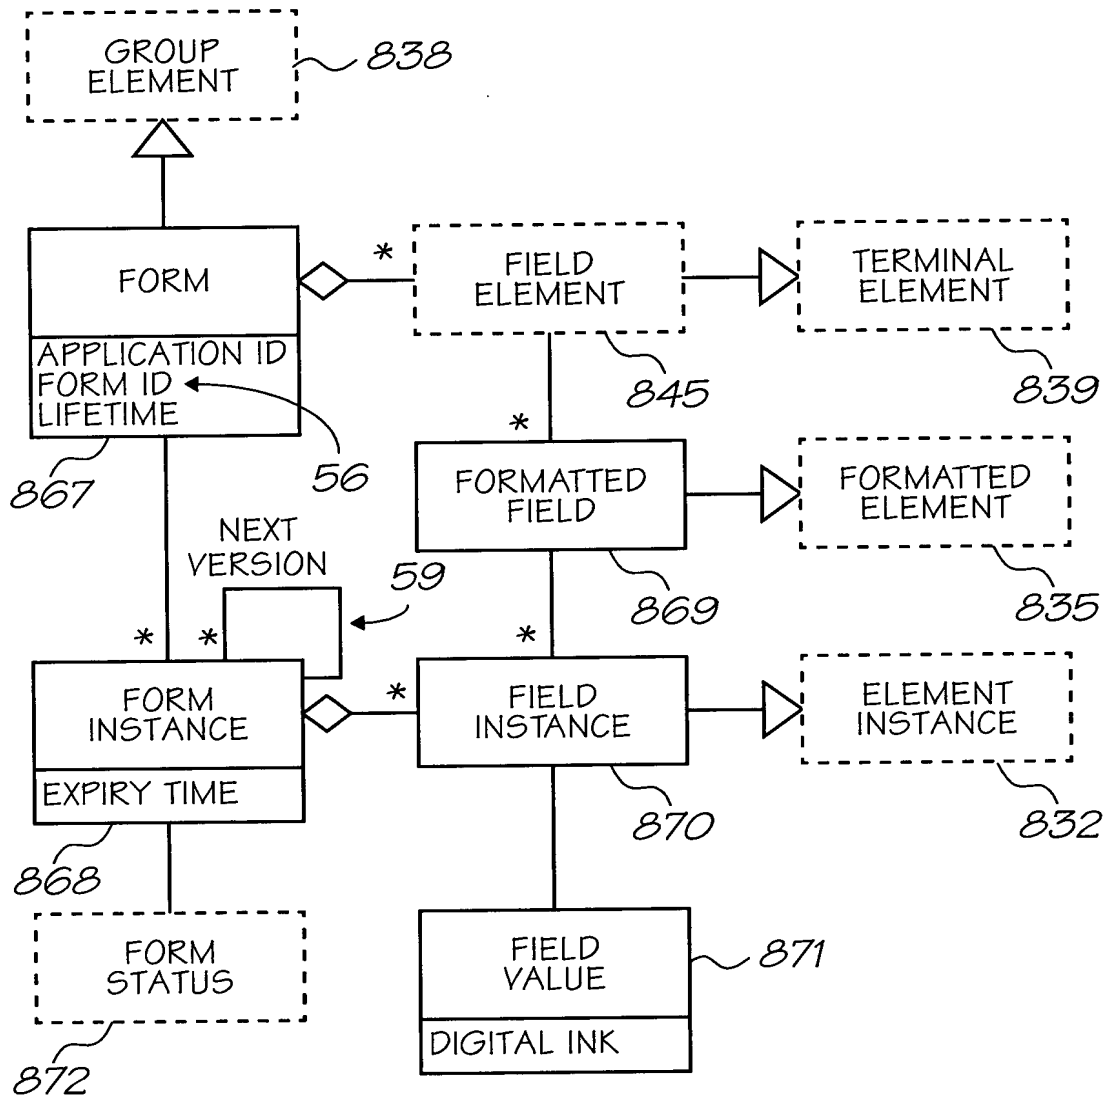 GROUP
ELEMENT
838
FORM
*
FIELD
ELEMENT
TERMINAL
ELEMENT
APPLICATION ID
FORM ID
LIFETIME
845
839
*
867
56
FORMATTED
FIELD
FORMATTED
ELEMENT
NEXT
VERSION
59
869
835
*
*
*
FORM
INSTANCE
*
FIELD
INSTANCE
ELEMENT
INSTANCE
EXPIRY TIME
870
832
868
FORM
STATUS
FIELD
VALUE
871
DIGITAL INK
872